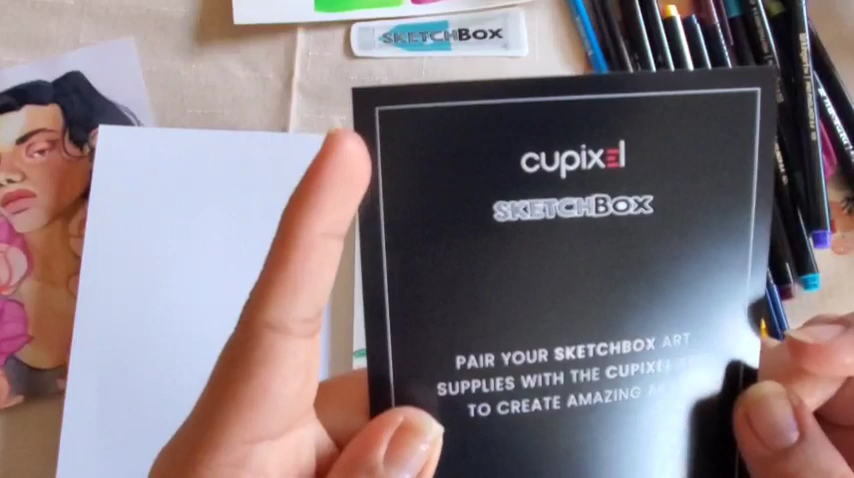 SKETCHBOX
cupixel
SKETCHBOX
PAIR YOUR SKETCHBOX ART
SUPPLIES WITH THE CUPIXEL
TO CREATE AMAZING